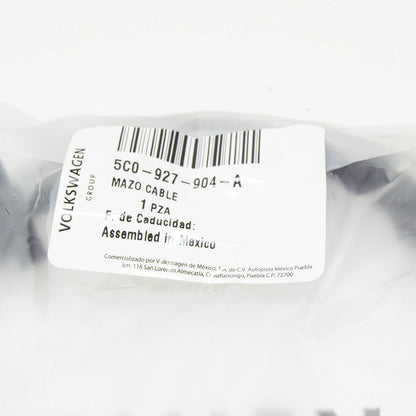 VOLKSWAGEN
GROUP
5C0-927-904-A
MAZO CABLE
1 PZA
F. de Caducidad:
Assembled in Mexico
Comercializado por Volkswagen de México, S.A. de C.V. Autopista México Puebla
km. 116 San Lorenzo Almecatla, Cuautlancingo, Puebla C.P. 72700